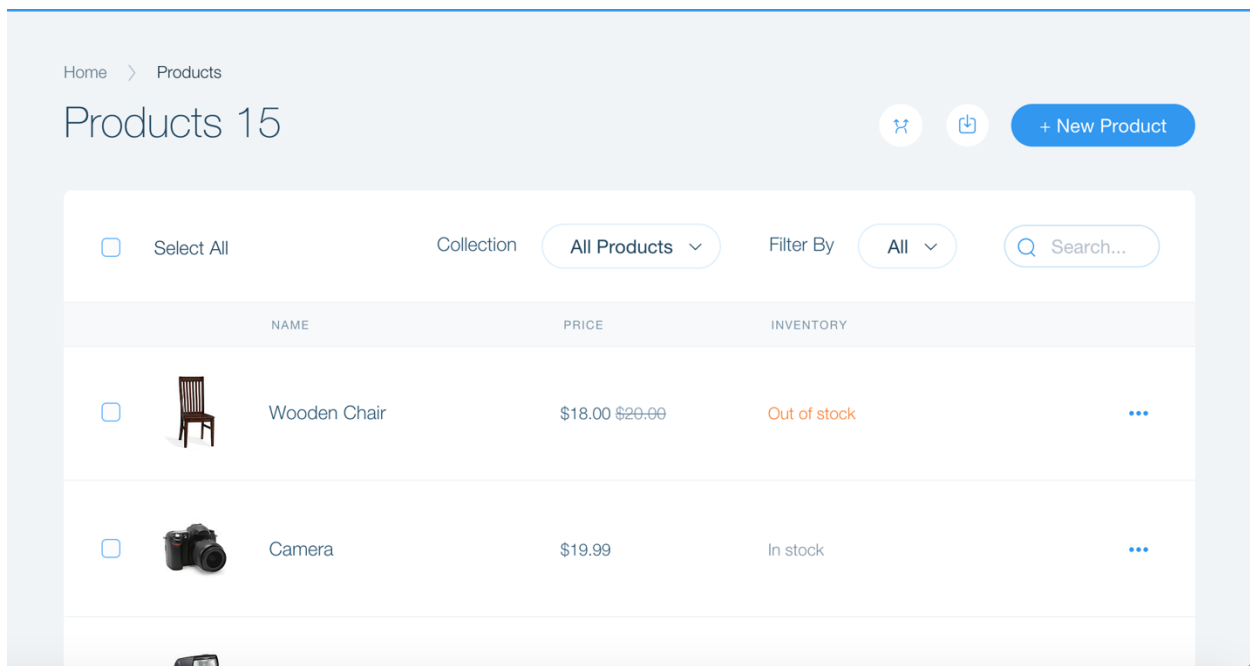 Home Products
Products 15
+ New Product
Select All Collection All Products Filter By All Search...
NAME PRICE INVENTORY
Wooden Chair $18.00 $20.00 Out of stock
Camera $19.99 In stock